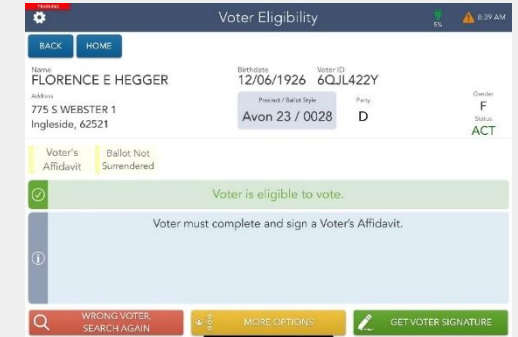 TRAINING
Voter Eligibility
5%
8:39 AM
BACK
HOME
Name
FLORENCE E HEGGER
Birthdate
12/06/1926
Voter ID
6QJL422Y
Address
775 S WEBSTER 1
Ingleside, 62521
Precinct / Ballot Style
Avon 23 / 0028
Party
D
Gender
F
Status
ACT
Voter's
Affidavit
Ballot Not
Surrendered
Voter is eligible to vote.
Voter must complete and sign a Voter's Affidavit.
WRONG VOTER,
SEARCH AGAIN
MORE OPTIONS
GET VOTER SIGNATURE